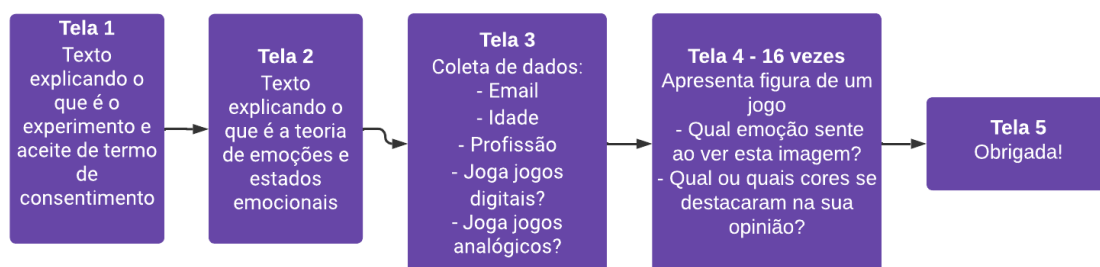 Tela 1
Texto
explicando o
que é o
experimento e
aceite de termo
de
consentimento
Tela 2
Texto
explicando o
que é a teoria
de emoções e
estados
emocionais
Tela 3
Coleta de dados:
- Email
- Idade
- Profissão
- Joga jogos
digitais?
- Joga jogos
analógicos?
Tela 4 - 16 vezes
Apresenta figura de um
jogo
- Qual emoção sente
ao ver esta imagem?
- Qual ou quais cores se
destacaram na sua
opinião?
Tela 5
Obrigada!